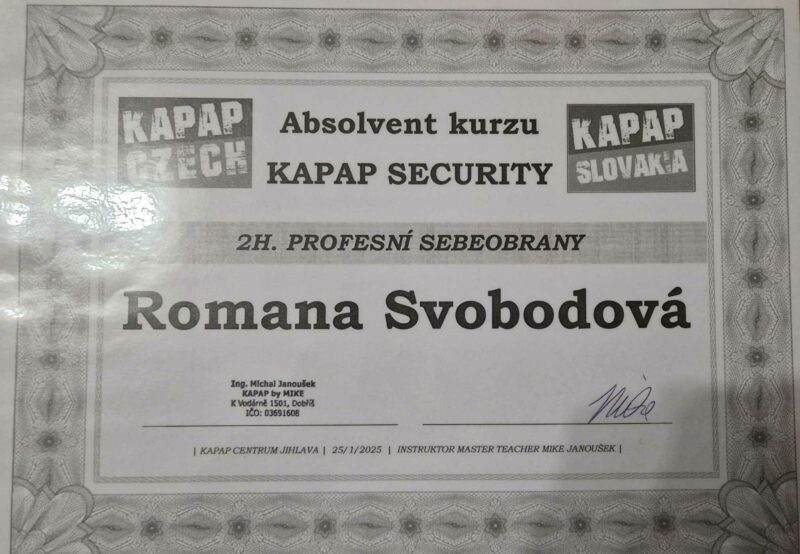 KAPAP
CZECH
Absolvent kurzu
KAPAP SECURITY
KAPAP
SLOVAKIA
2H. PROFESNÍ SEBEOBRANY
Romana Svobodová
Ing. Michal Janoušek
KAPAP by MIKE
K Vodárně 1501, Dobříš
IČO: 03691608
Mike
| KAPAP CENTRUM JIHLAVA | 25/1/2025 | INSTRUKTOR MASTER TEACHER MIKE JANOUŠEK |